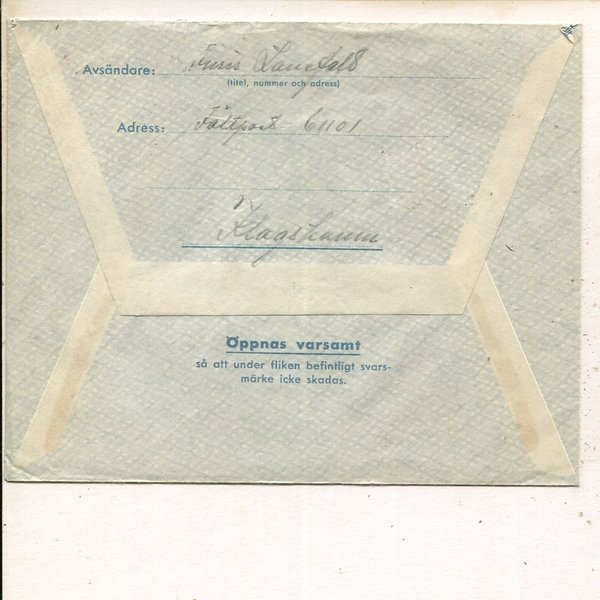 Avsändare:
(titel, nummer och adress)
Adress: Fältpost 61101
Klagshamn
Öppnas varsamt
så att under fliken befintligt svars-
märke icke skadas.